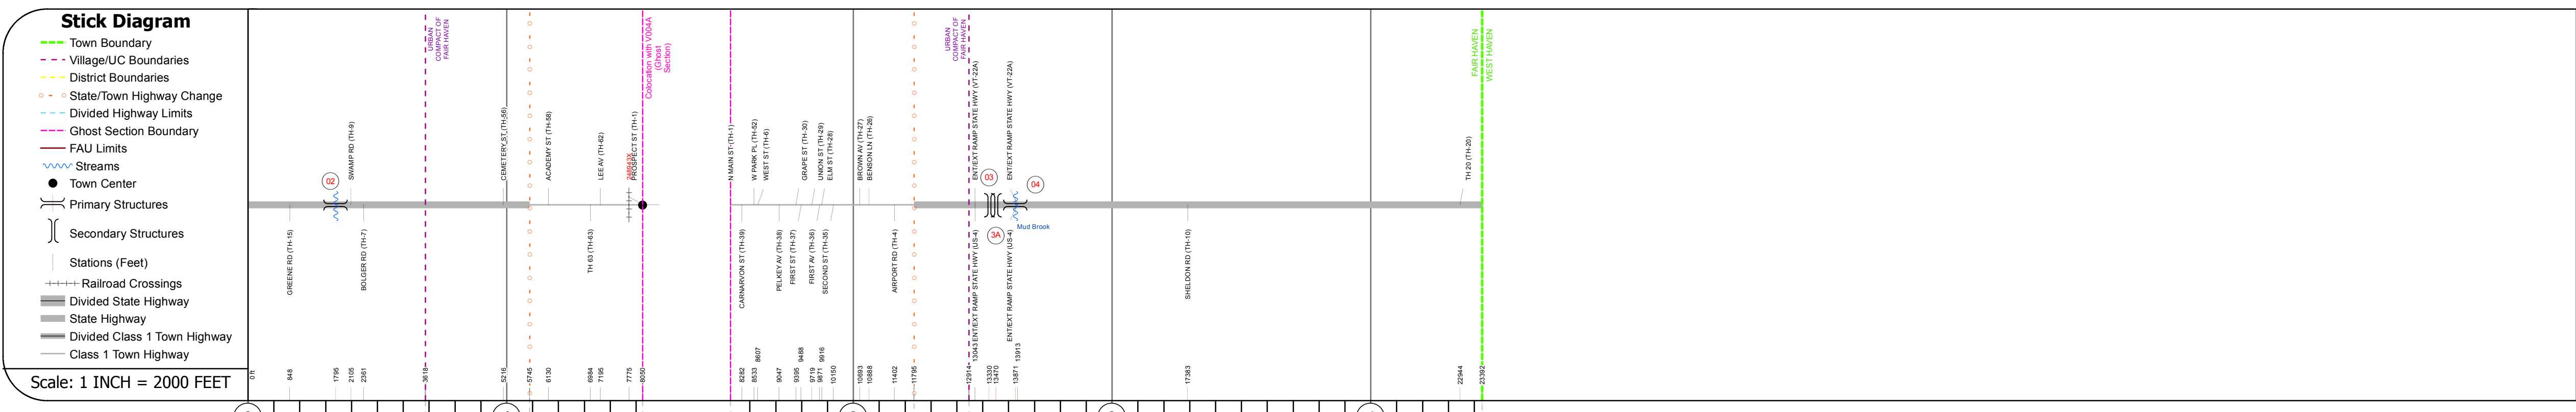 Stick Diagram
Town Boundary
Village/UC Boundaries
District Boundaries
State/Town Highway Change
Divided Highway Limits
Ghost Section Boundary
FAU Limits
Streams
Town Center
Primary Structures
Secondary Structures
Stations (Feet)
Railroad Crossings
Divided State Highway
State Highway
Divided Class 1 Town Highway
Class 1 Town Highway
Scale: 1 INCH = 2000 FEET
URBAN
COMPACT OF
FAIR HAVEN
Colocation with V004A
(Ghost
Section)
URBAN
COMPACT OF
FAIR HAVEN
FAIR HAVEN
WEST HAVEN
02
SWAMP RD (TH-9)
CEMETERY ST (TH-56)
ACADEMY ST (TH-58)
LEE AV (TH-62)
246943X
PROSPECT ST (TH-1)
N MAIN ST (TH-1)
W PARK PL (TH-52)
WEST ST (TH-6)
GRAPE ST (TH-30)
UNION ST (TH-29)
ELM ST (TH-28)
BROWN AV (TH-27)
BENSON LN (TH-26)
ENT/EXT RAMP STATE HWY (VT-22A)
03
ENT/EXT RAMP STATE HWY (VT-22A)
04
TH 20 (TH-20)
GREENE RD (TH-15)
BOLGER RD (TH-7)
TH 63 (TH-63)
CARNARVON ST (TH-39)
PELKEY AV (TH-38)
FIRST ST (TH-37)
FIRST AV (TH-36)
SECOND ST (TH-35)
AIRPORT RD (TH-4)
ENT/EXT RAMP STATE HWY (US-4)
3A
ENT/EXT RAMP STATE HWY (US-4)
Mud Brook
SHELDON RD (TH-10)
0 ft
848
1795
2105
2361
3618
5216
5745
6130
6984
7195
7775
8050
8282
8533
8607
9047
9395
9488
9719
9871
9916
10150
10693
10888
11402
11795
12914
13043
13330
13470
13871
13913
17383
22944
23392